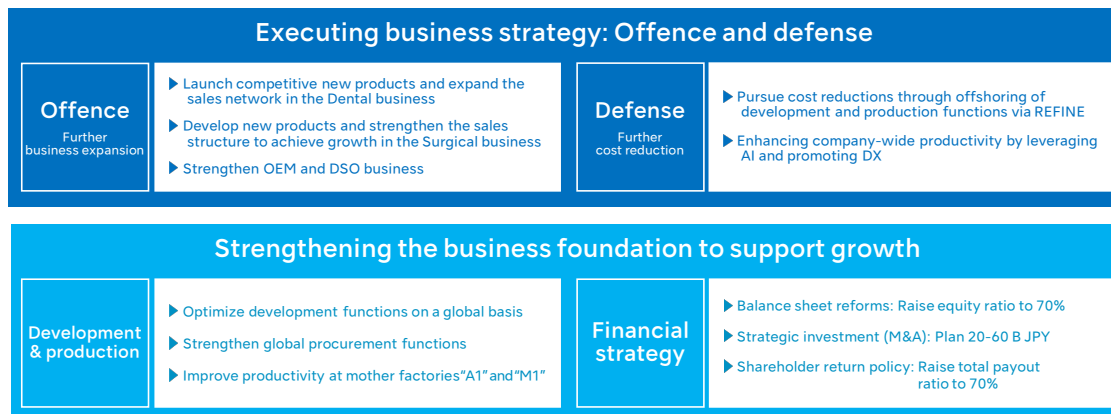 Executing business strategy: Offence and defense
Offence
Further
business expansion
Launch competitive new products and expand the
sales network in the Dental business
Develop new products and strengthen the sales
structure to achieve growth in the Surgical business
Strengthen OEM and DSO business
Defense
Further
cost reduction
Pursue cost reductions through offshoring of
development and production functions via REFINE
Enhancing company-wide productivity by leveraging
AI and promoting DX
Strengthening the business foundation to support growth
Development
& production
Optimize development functions on a global basis
Strengthen global procurement functions
Improve productivity at mother factories“A1”and“M1”
Financial
strategy
Balance sheet reforms: Raise equity ratio to 70%
Strategic investment (M&A): Plan 20-60 B JPY
Shareholder return policy: Raise total payout
ratio to 70%